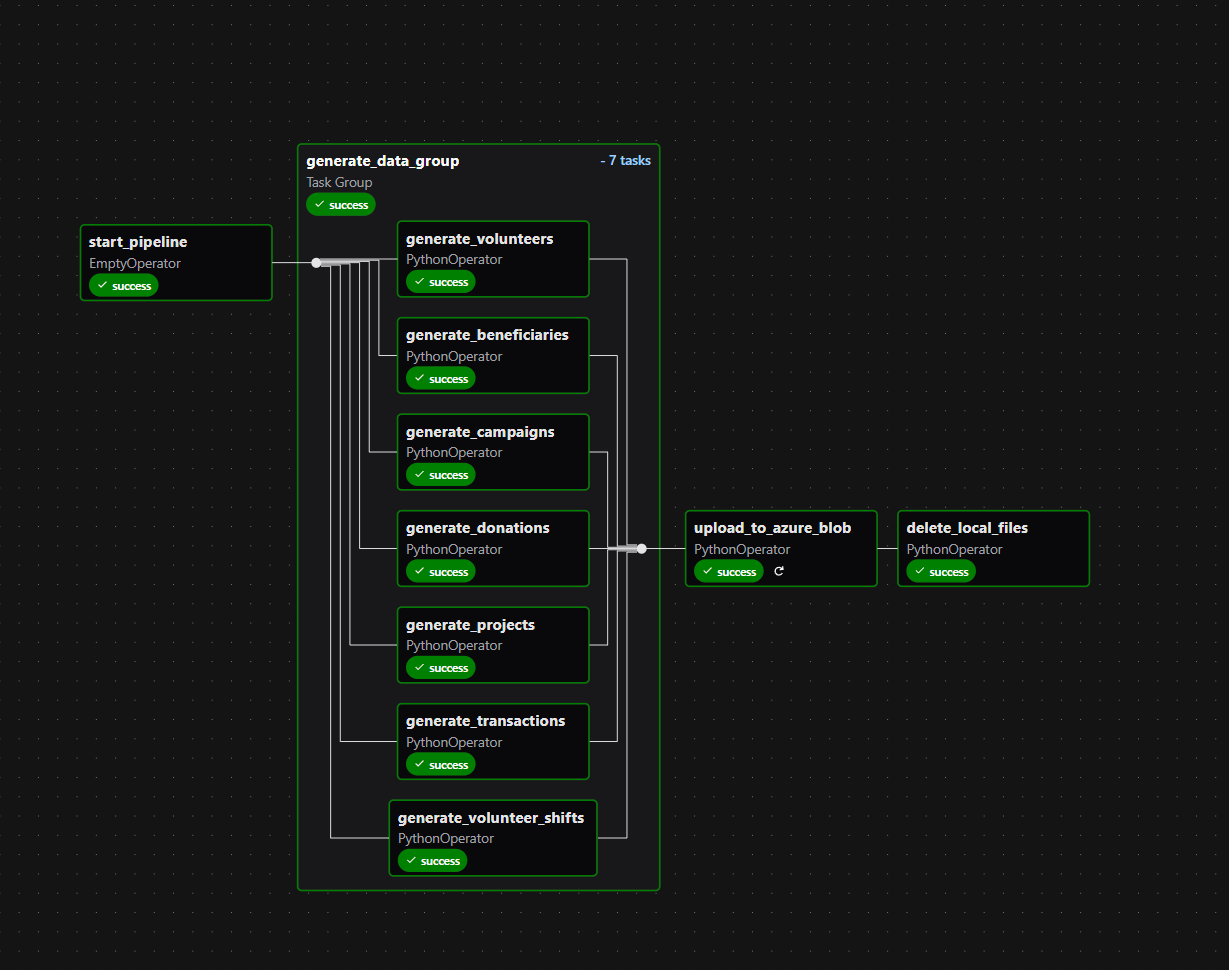 generate_data_group
- 7 tasks
Task Group
success
start_pipeline
EmptyOperator
success
generate_volunteers
PythonOperator
success
generate_beneficiaries
PythonOperator
success
generate_campaigns
PythonOperator
success
generate_donations
PythonOperator
success
generate_projects
PythonOperator
success
generate_transactions
PythonOperator
success
generate_volunteer_shifts
PythonOperator
success
upload_to_azure_blob
PythonOperator
success
delete_local_files
PythonOperator
success